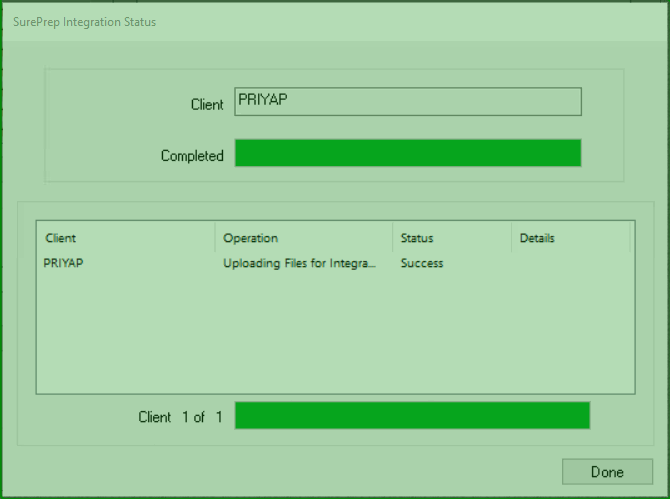 SurePrep Integration Status
Client PRIYAP
Completed
Client Operation Status Details
PRIYAP Uploading Files for Integra... Success
Client 1 of 1
Done